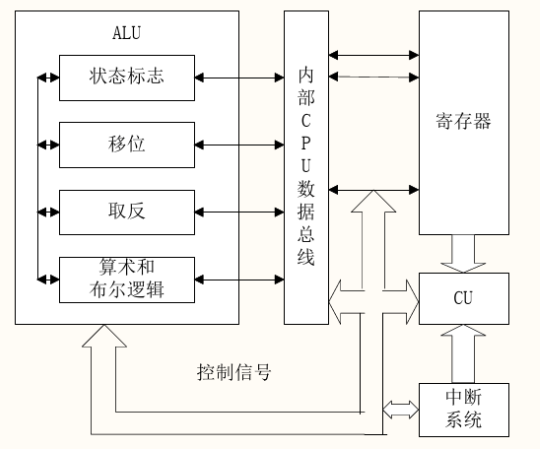 ALU
状态标志
移位
取反
算术和
布尔逻辑
内
部
C
P
U
数
据
总
线
寄存器
CU
中断
系统
控制信号